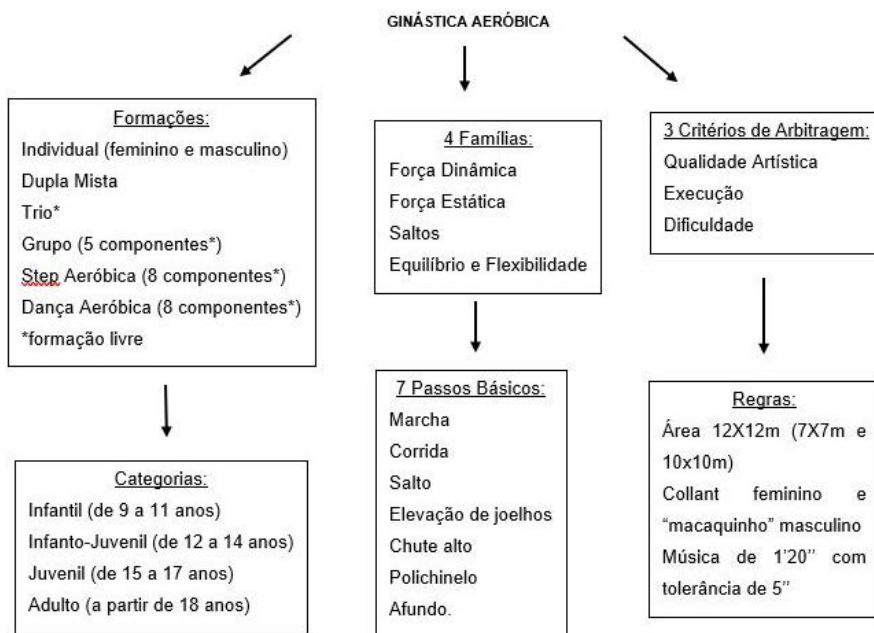 GINÁSTICA AERÓBICA
Formações:
Individual (feminino e masculino)
Dupla Mista
Trio*
Grupo (5 componentes*)
Step Aeróbica (8 componentes*)
Dança Aeróbica (8 componentes*)
*formação livre
Categorias:
Infantil (de 9 a 11 anos)
Infanto-Juvenil (de 12 a 14 anos)
Juvenil (de 15 a 17 anos)
Adulto (a partir de 18 anos)
4 Famílias:
Força Dinâmica
Força Estática
Saltos
Equilíbrio e Flexibilidade
7 Passos Básicos:
Marcha
Corrida
Salto
Elevação de joelhos
Chute alto
Polichinelo
Afundo.
3 Critérios de Arbitragem:
Qualidade Artística
Execução
Dificuldade
Regras:
Área 12X12m (7X7m e
10x10m)
Collant feminino e
“macaquinho” masculino
Música de 1’20’’ com
tolerância de 5’’